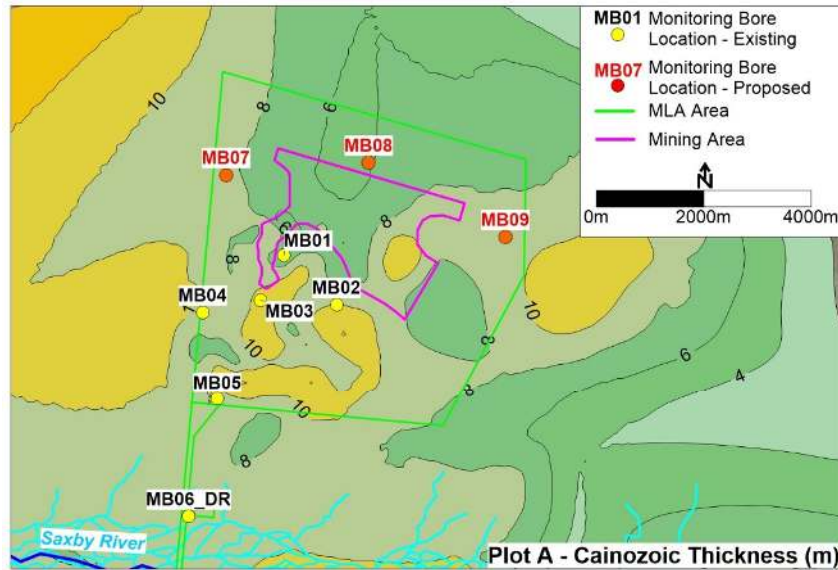 MB01 Monitoring Bore
Location - Existing
MB07 Monitoring Bore
Location - Proposed
MLA Area
Mining Area
N
0m 2000m 4000m
10
8
6
MB07
MB08
8
MB09
6
MB01
8
MB04
1
MB02
MB03
10
10
8
6
4
MB05
10
8
8
MB06_DR
Saxby River
Plot A - Cainozoic Thickness (m)